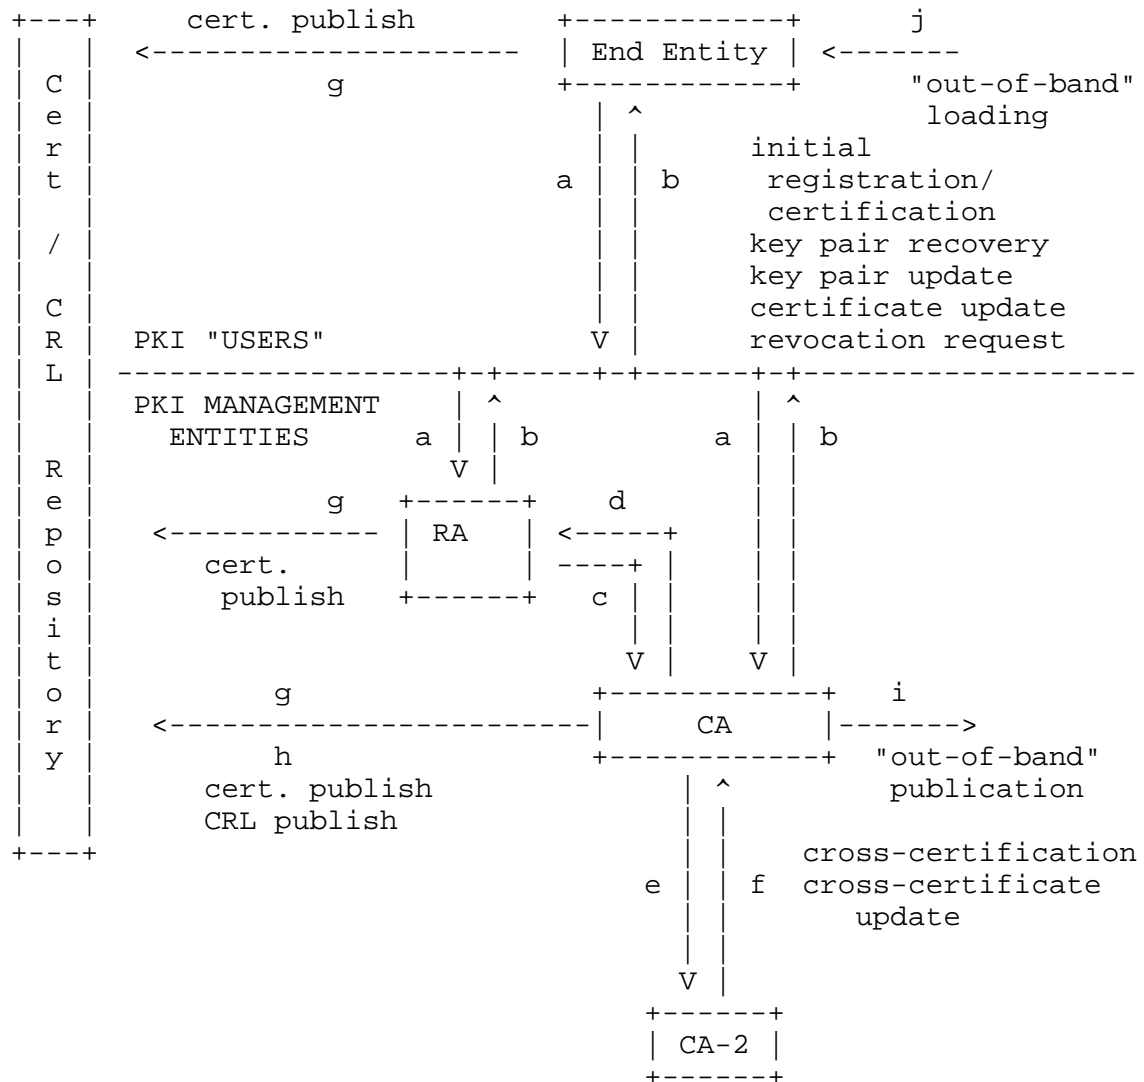 +---+     cert. publish        +------------+      j
|   |  <---------------------  | End Entity | <-------
| C |             g            +------------+      "out-of-band"
| e |                            | ^                loading
| r |                            | |      initial
| t |                          a | | b     registration/
|   |                            | |       certification
| / |                            | |      key pair recovery
|   |                            | |      key pair update
| C |                            | |      certificate update
| R |  PKI "USERS"               V |      revocation request
| L | -------------------+-+-----+-+------+-+-------------------
|   |  PKI MANAGEMENT    | ^              | ^
|   |    ENTITIES      a | | b          a | | b
| R |                    V |              | |
| e |             g   +------+    d       | |
| p |   <------------ | RA   | <-----+    | |
| o |      cert.      |      | ----+ |    | |
| s |       publish   +------+   c | |    | |
| i |                              | |    | |
| t |                              V |    V |
| o |          g                 +------------+   i
| r |   <------------------------|     CA     |------->
| y |          h                 +------------+  "out-of-band"
|   |      cert. publish              | ^         publication
|   |      CRL publish                | |
+---+                                 | |    cross-certification
                                    e | | f  cross-certificate
                                      | |       update
                                      | |
                                      V |
                                    +------+
                                    | CA-2 |
                                    +------+